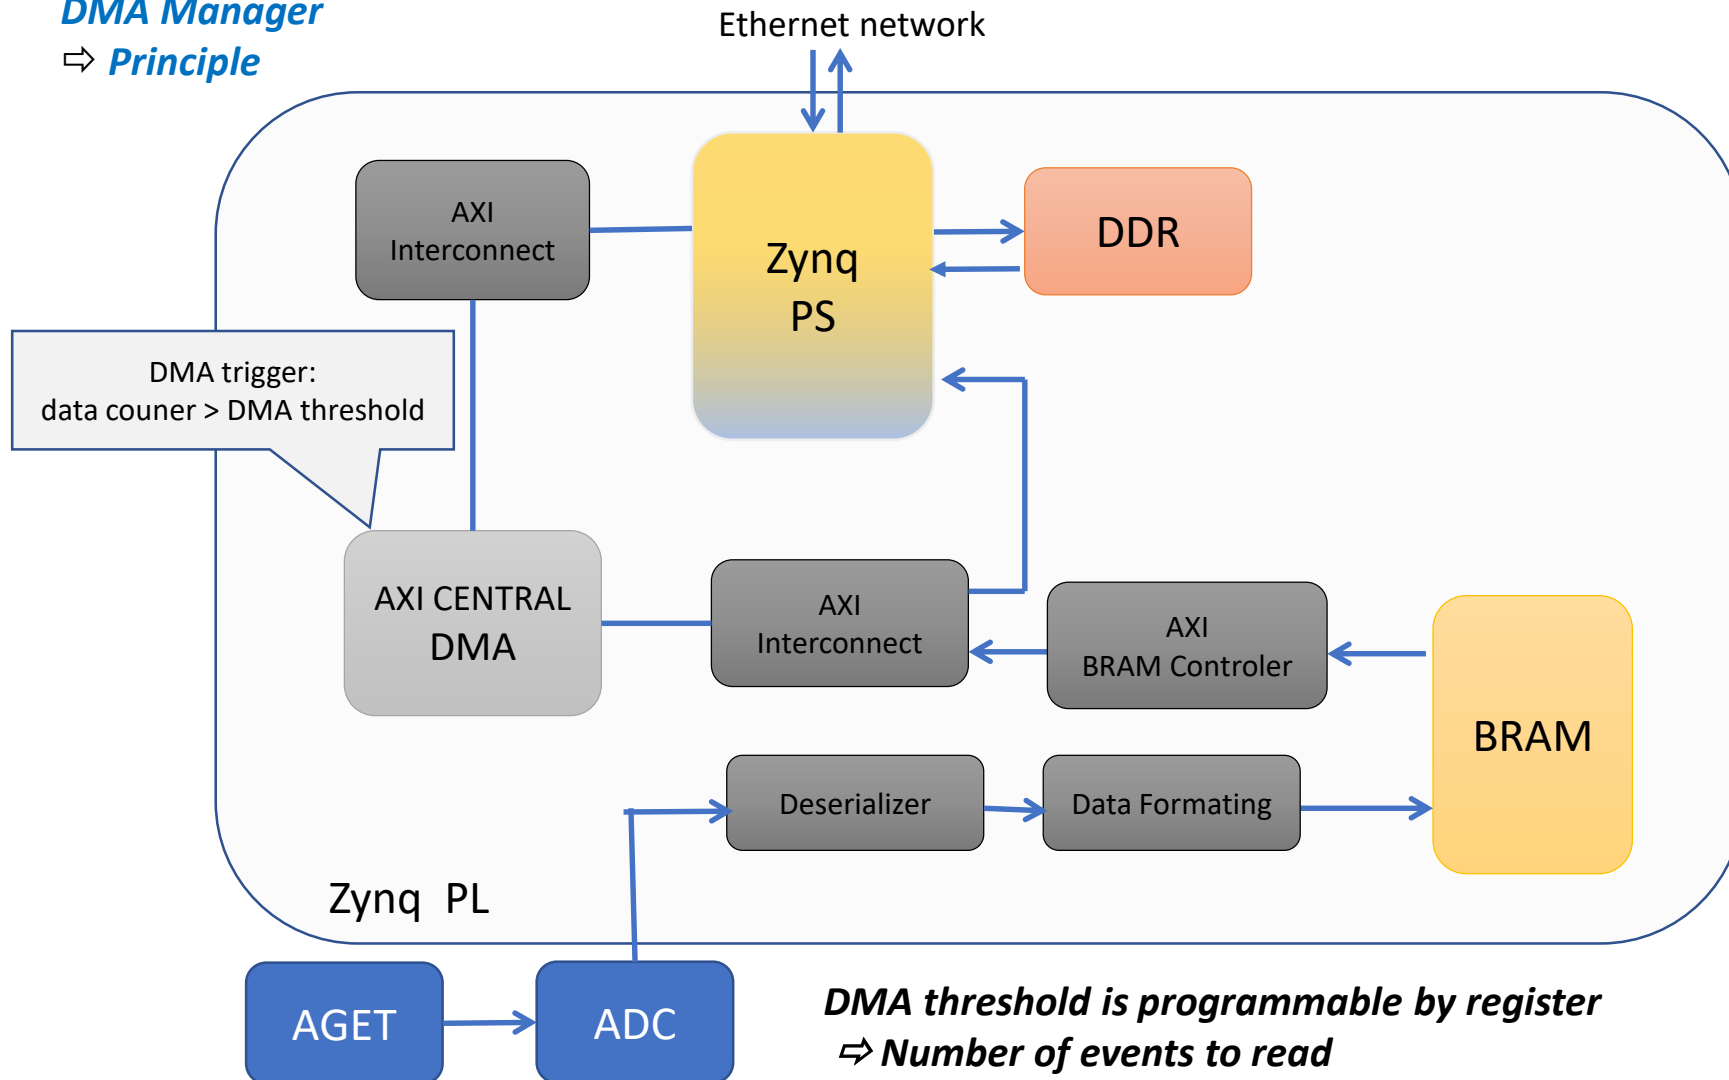 DMA Manager
⇨ Principle
Ethernet network
AXI
Interconnect
Zynq
PS
DDR
DMA trigger:
data couner > DMA threshold
AXI CENTRAL
DMA
AXI
Interconnect
AXI
BRAM Controler
BRAM
Deserializer
Data Formating
Zynq PL
AGET
ADC
DMA threshold is programmable by register
⇨ Number of events to read